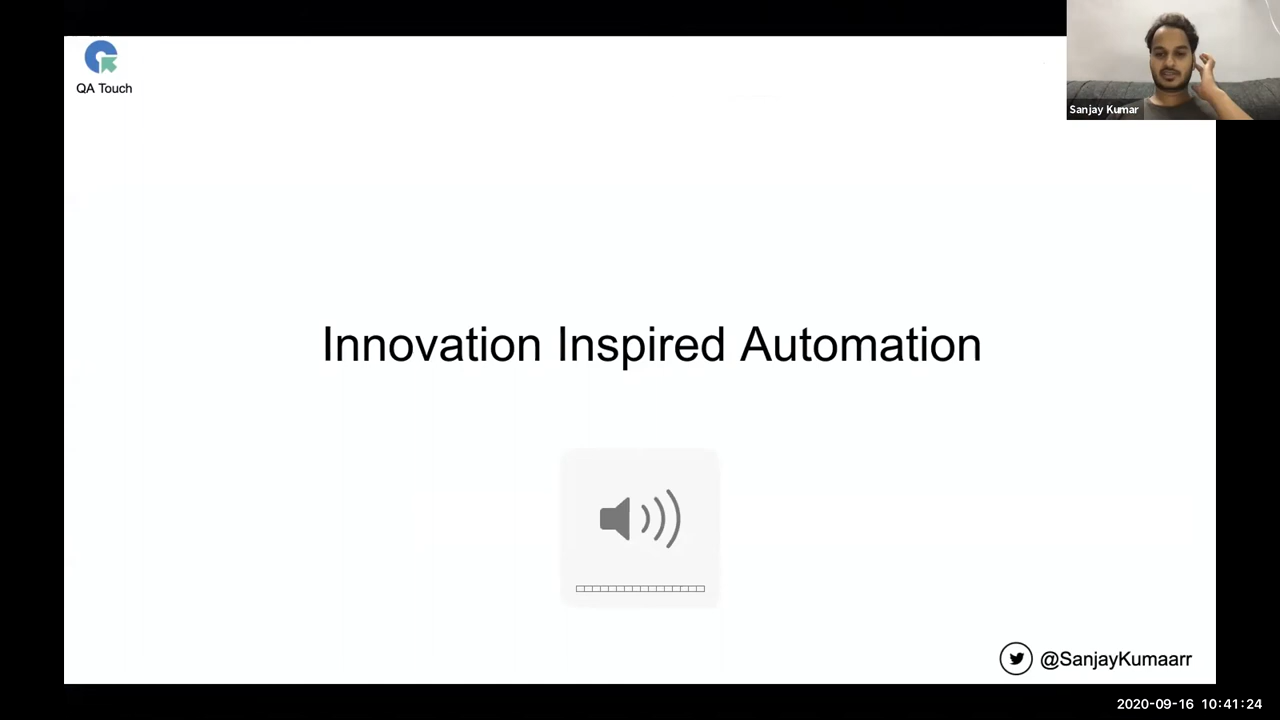 QA Touch
Sanjay Kumar
Innovation Inspired Automation
@SanjayKumaarr
2020-09-16 10:41:24